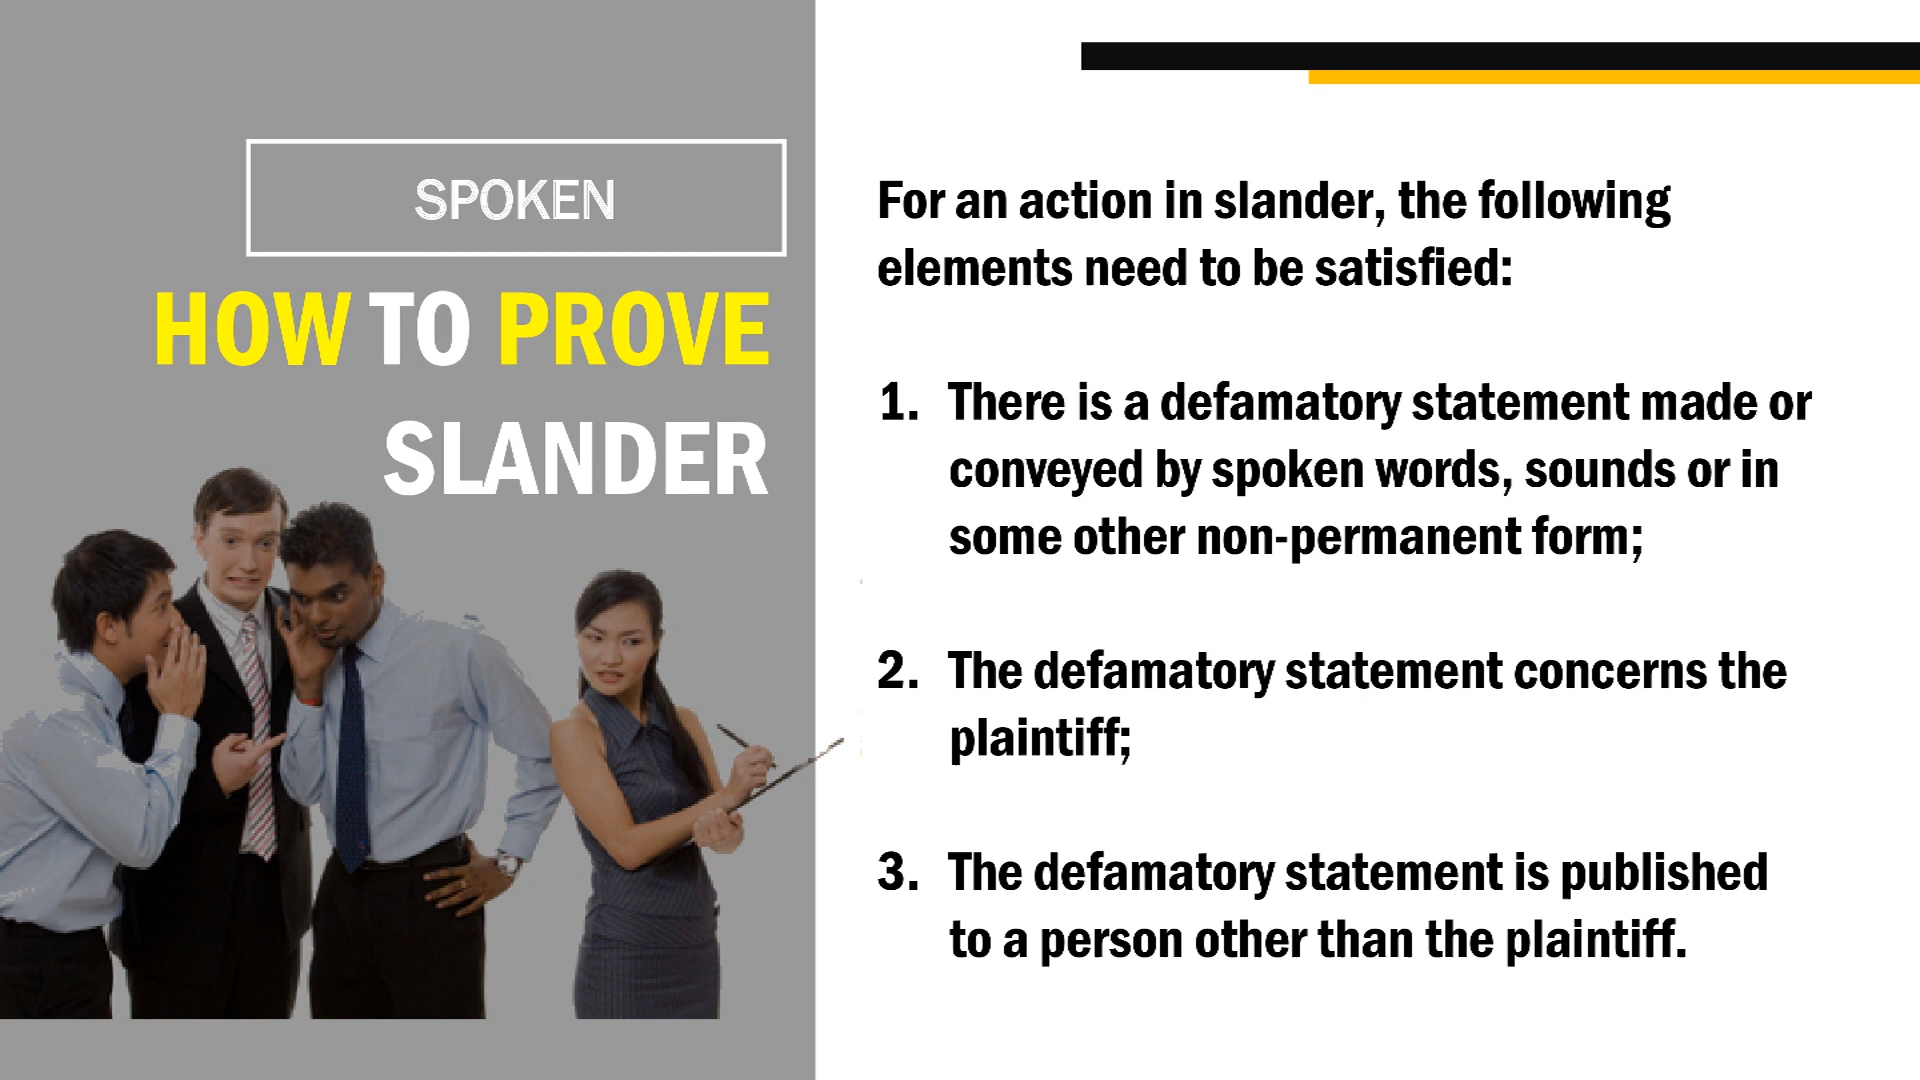 SPOKEN
HOW TO PROVE
SLANDER
For an action in slander, the following
elements need to be satisfied:
1. There is a defamatory statement made or
conveyed by spoken words, sounds or in
some other non-permanent form;
2. The defamatory statement concerns the
plaintiff;
3. The defamatory statement is published
to a person other than the plaintiff.